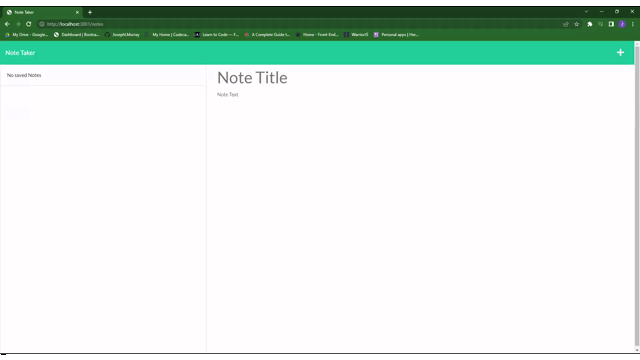 Note Taker
http://localhost:3001/notes
My Drive - Google... Dashboard | Bootca... JosephLMurray My Home | Codeca... Learn to Code — F... A Complete Guide t... Home - Front End... WarriorJS Personal apps | Her...
Note Taker
No saved Notes
Note Title
Note Text